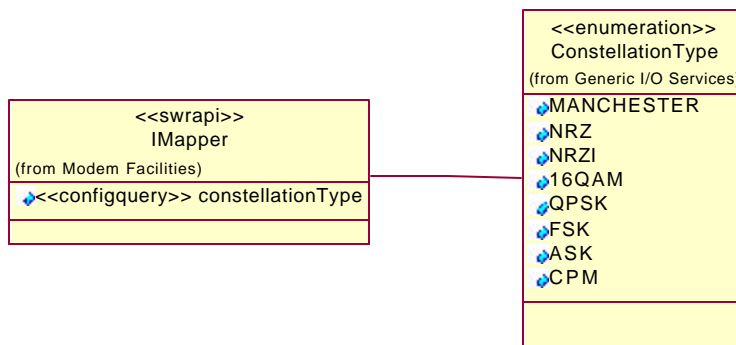 <<swrapi>>
IMapper
(from Modem Facilities)
<<configquery>> constellationType
<<enumeration>>
ConstellationType
(from Generic I/O Services)
MANCHESTER
NRZ
NRZI
16QAM
QPSK
FSK
ASK
CPM